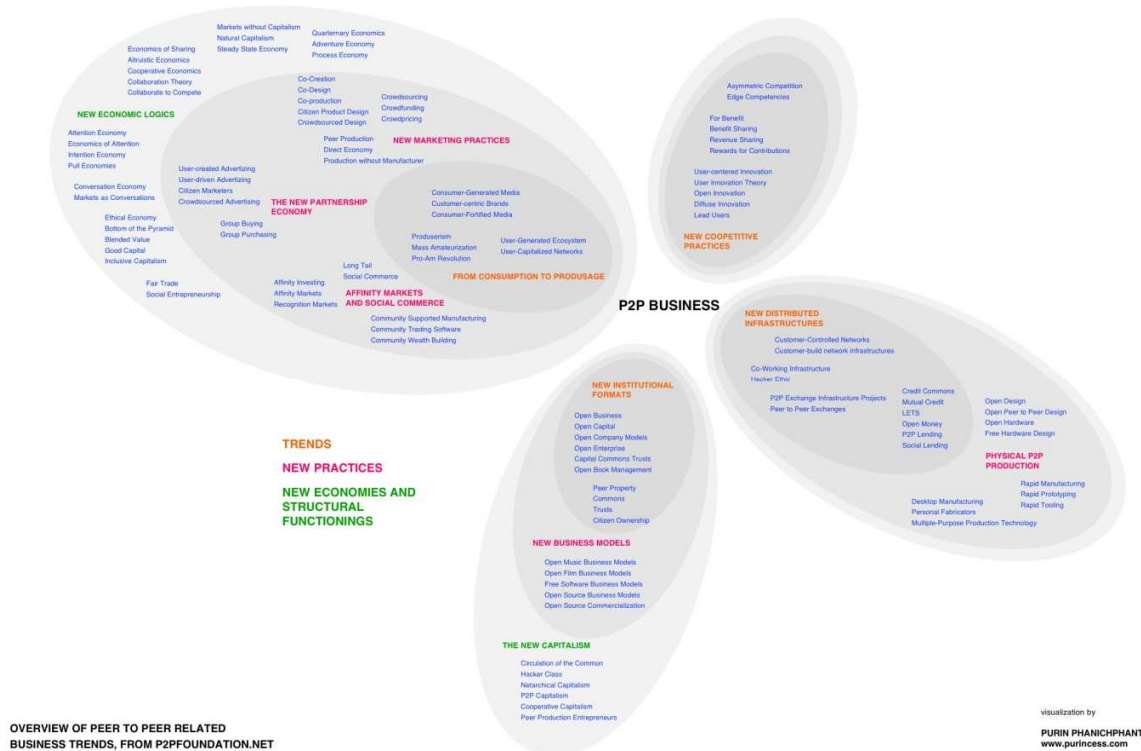 Markets without Capitalism
Natural Capitalism
Steady State Economy
Quarternary Economics
Adventure Economy
Process Economy
Economics of Sharing
Altruistic Economics
Cooperative Economics
Collaboration Theory
Collaborate to Compete
NEW ECONOMIC LOGICS
Attention Economy
Economics of Attention
Intention Economy
Pull Economies
Conversation Economy
Markets as Conversations
Ethical Economy
Bottom of the Pyramid
Blended Value
Good Capital
Inclusive Capitalism
Fair Trade
Social Entrepreneurship
Co-Creation
Co-Design
Co-production
Citizen Product Design
Crowdsourced Design
Crowdsourcing
Crowdfunding
Crowdpricing
Peer Production
Direct Economy
Production without Manufacturer
NEW MARKETING PRACTICES
User-created Advertizing
User-driven Advertizing
Citizen Marketers
Crowdsourced Advertising
THE NEW PARTNERSHIP
ECONOMY
Group Buying
Group Purchasing
Consumer-Generated Media
Customer-centric Brands
Consumer-Fortified Media
Produserism
Mass Amateurization
Pro-Am Revolution
User-Generated Ecosystem
User-Capitalized Networks
FROM CONSUMPTION TO PRODUSAGE
Long Tail
Social Commerce
Affinity Investing
Affinity Markets
Recognition Markets
AFFINITY MARKETS
AND SOCIAL COMMERCE
Community Supported Manufacturing
Community Trading Software
Community Wealth Building
Asymmetric Competition
Edge Competencies
For Benefit
Benefit Sharing
Revenue Sharing
Rewards for Contributions
User-centered Innovation
User Innovation Theory
Open Innovation
Diffuse Innovation
Lead Users
NEW COOPETITIVE
PRACTICES
P2P BUSINESS
NEW DISTRIBUTED
INFRASTRUCTURES
Customer-Controlled Networks
Customer-build network infrastructures
Co-Working Infrastructure
Hacker Ethic
P2P Exchange Infrastructure Projects
Peer to Peer Exchanges
Credit Commons
Mutual Credit
LETS
Open Money
P2P Lending
Social Lending
Open Design
Open Peer to Peer Design
Open Hardware
Free Hardware Design
PHYSICAL P2P
PRODUCTION
Rapid Manufacturing
Rapid Prototyping
Rapid Tooling
Desktop Manufacturing
Personal Fabricators
Multiple-Purpose Production Technology
NEW INSTITUTIONAL
FORMATS
Open Business
Open Capital
Open Company Models
Open Enterprise
Capital Commons Trusts
Open Book Management
Peer Property
Commons
Trusts
Citizen Ownership
NEW BUSINESS MODELS
Open Music Business Models
Open Film Business Models
Free Software Business Models
Open Source Business Models
Open Source Commercialization
THE NEW CAPITALISM
Circulation of the Common
Hacker Class
Netarchical Capitalism
P2P Capitalism
Cooperative Capitalism
Peer Production Entrepreneurs
TRENDS
NEW PRACTICES
NEW ECONOMIES AND
STRUCTURAL
FUNCTIONINGS
OVERVIEW OF PEER TO PEER RELATED
BUSINESS TRENDS, FROM P2PFOUNDATION.NET
visualization by
PURIN PHANICHPHANT
www.purincess.com